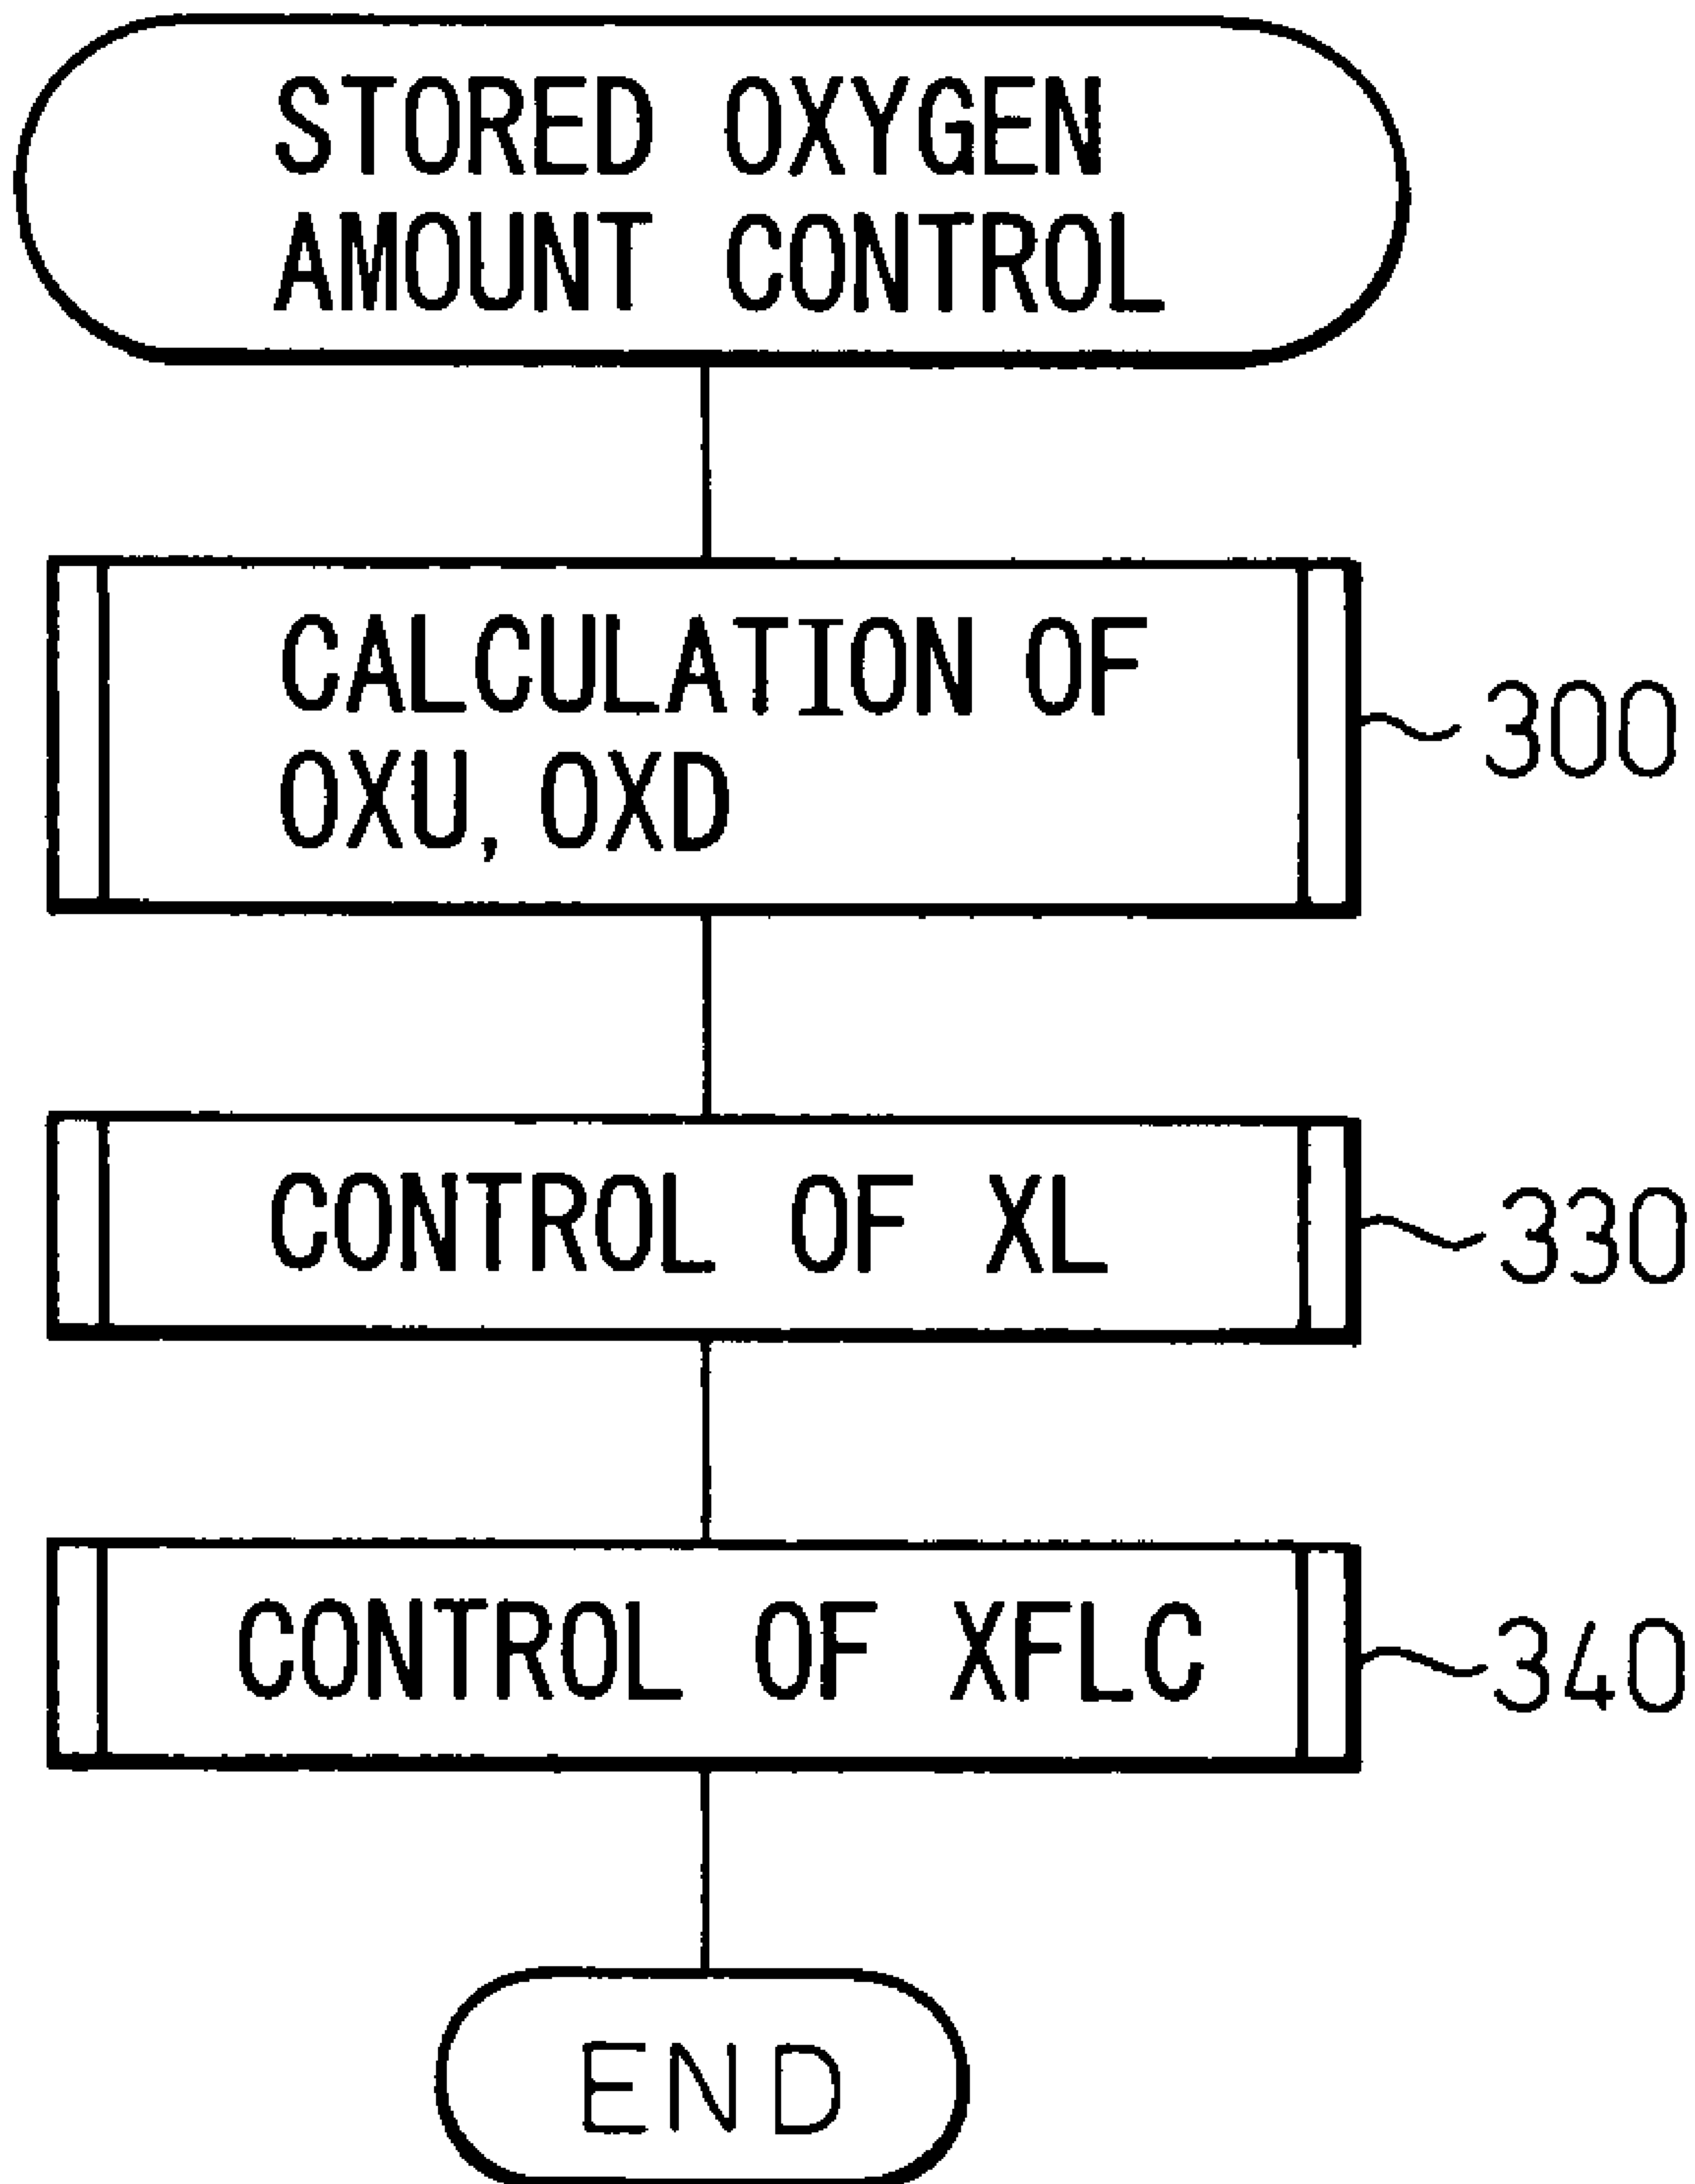 STORED OXYGEN
AMOUNT CONTROL
CALCULATION OF
OXU, OXD
300
CONTROL OF XL
330
CONTROL OF XFLC
340
END